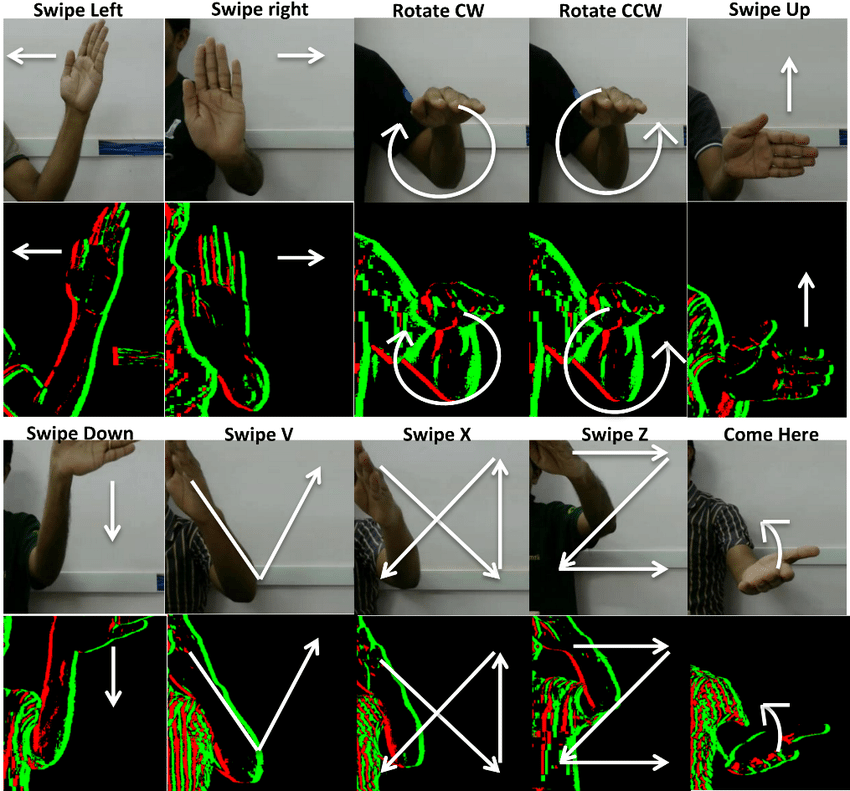 Swipe Left
Swipe right
Rotate CW
Rotate CCW
Swipe Up
Swipe Down
Swipe V
Swipe X
Swipe Z
Come Here